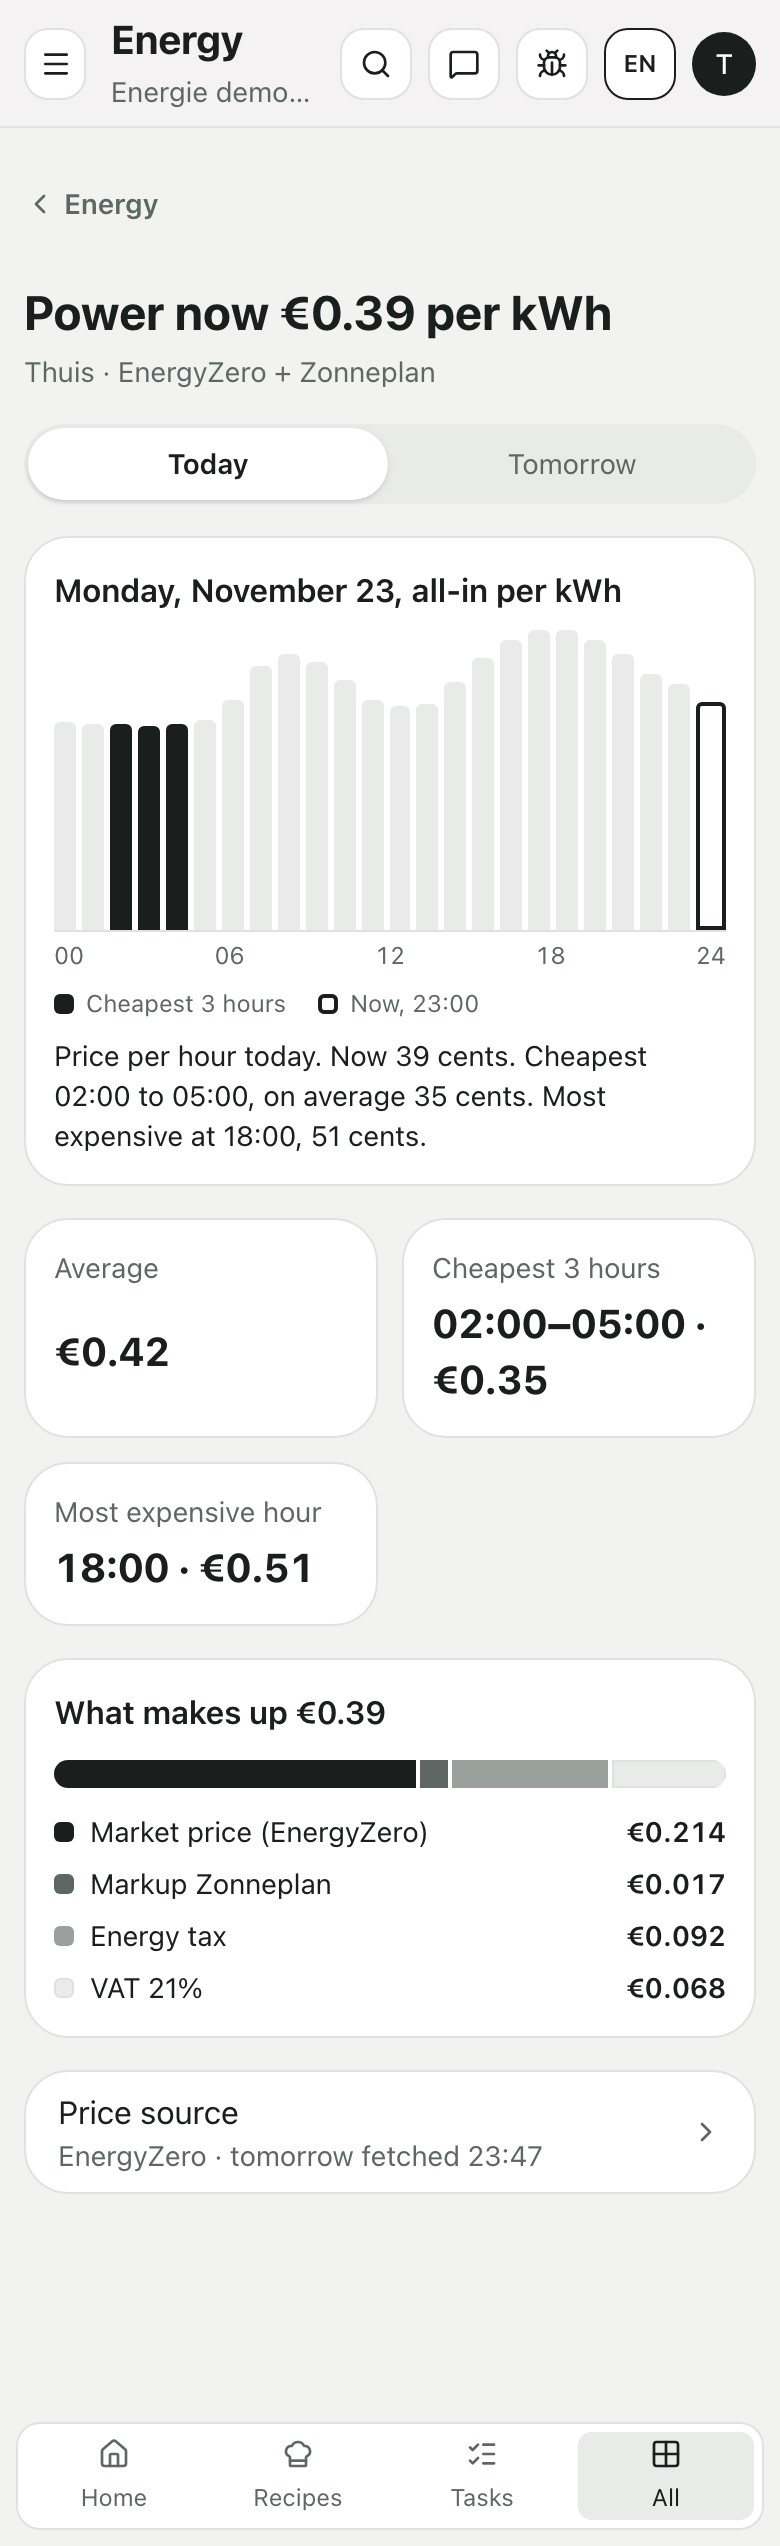 Energy
Energie demo...
EN
T
Energy
Power now €0.39 per kWh
Thuis · EnergyZero + Zonneplan
Today
Tomorrow
Monday, November 23, all-in per kWh
00 06 12 18 24
Cheapest 3 hours
Now, 23:00
Price per hour today. Now 39 cents. Cheapest
02:00 to 05:00, on average 35 cents. Most
expensive at 18:00, 51 cents.
Average
€0.42
Cheapest 3 hours
02:00–05:00 ·
€0.35
Most expensive hour
18:00 · €0.51
What makes up €0.39
Market price (EnergyZero) €0.214
Markup Zonneplan €0.017
Energy tax €0.092
VAT 21% €0.068
Price source
EnergyZero · tomorrow fetched 23:47
Home
Recipes
Tasks
All